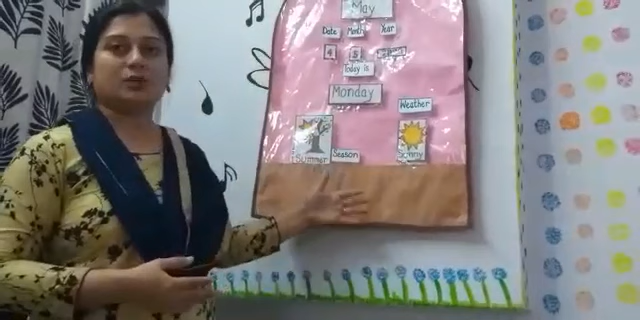 May
Date Month Year
4 5
Today is
Monday
Weather
Summer Season Sunny